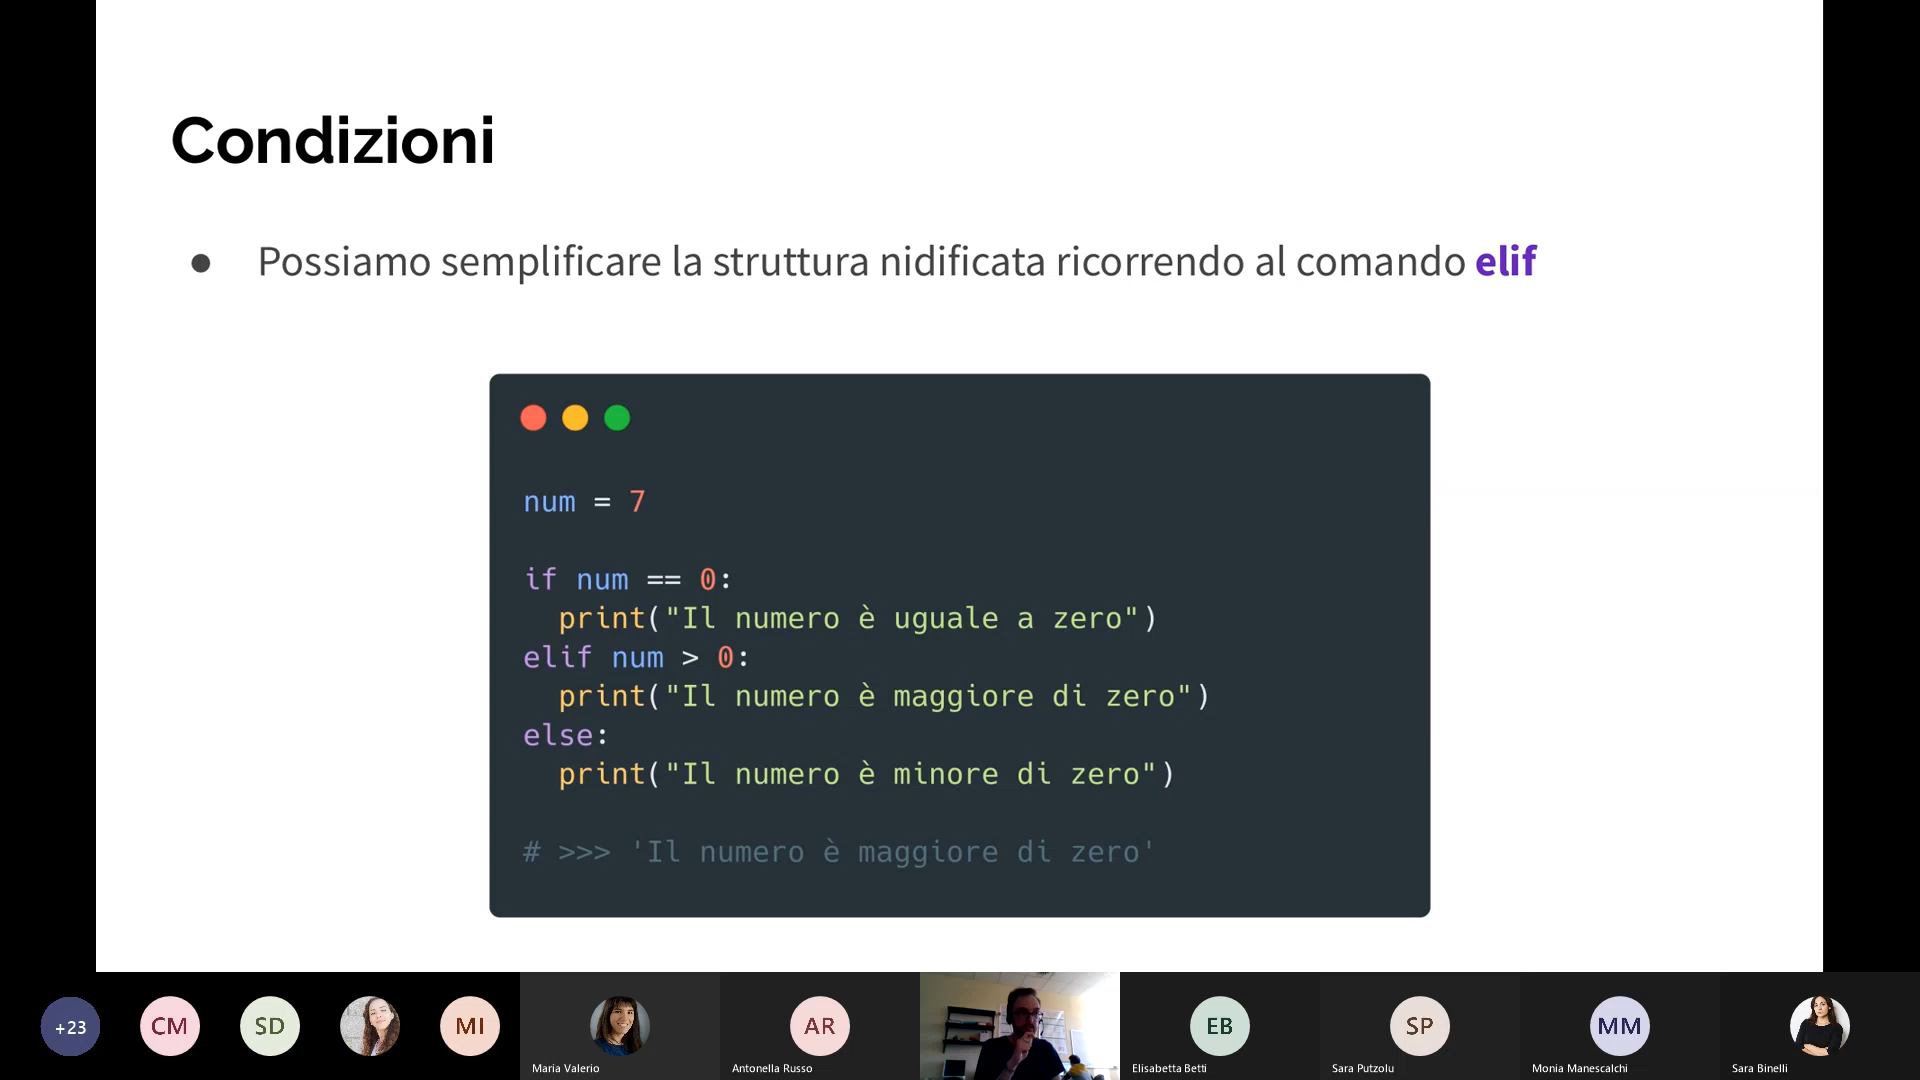 Condizioni
● Possiamo semplificare la struttura nidificata ricorrendo al comando elif
num = 7
if num == 0:
  print("Il numero è uguale a zero")
elif num > 0:
  print("Il numero è maggiore di zero")
else:
  print("Il numero è minore di zero")
# >>> 'Il numero è maggiore di zero'
+23
CM
SD
MI
AR
EB
SP
MM
Maria Valerio
Antonella Russo
Elisabetta Betti
Sara Putzolu
Monia Manescalchi
Sara Binelli